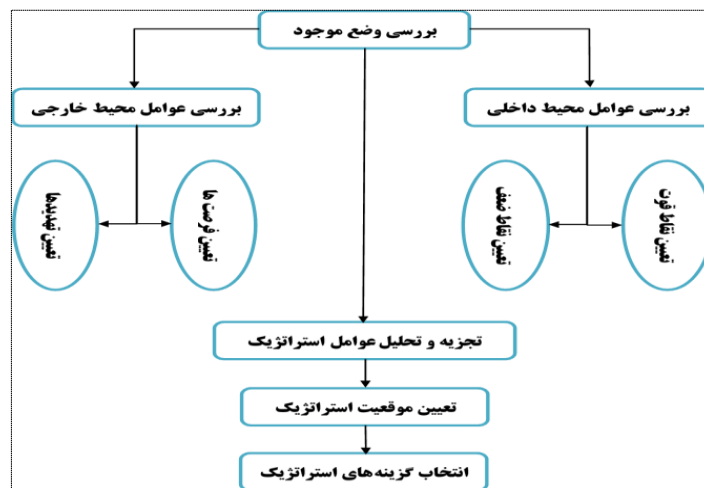 بررسی وضع موجود
بررسی عوامل محیط داخلی
بررسی عوامل محیط خارجی
تعیین نقاط قوت
تعیین نقاط ضعف
تعیین فرصت ها
تعیین تهدیدها
تجزیه و تحلیل عوامل استراتژیک
تعیین موقعیت استراتژیک
انتخاب گزینه‌های استراتژیک